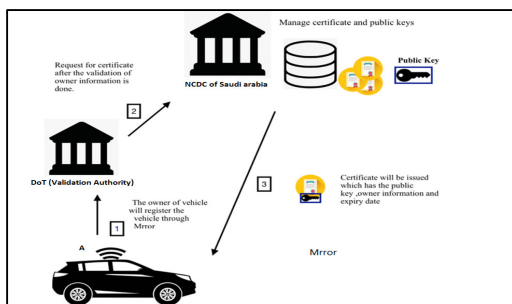 Manage certificate and public keys
Public Key
NCDC of Saudi arabia
Request for certificate
after the validation of
owner information is
done.
2
DoT (Validation Authority)
3
Certificate will be issued
which has the public
key ,owner information and
expiry date
The owner of vehicle
will register the
vehicle through
Mrror
1
A
Mrror